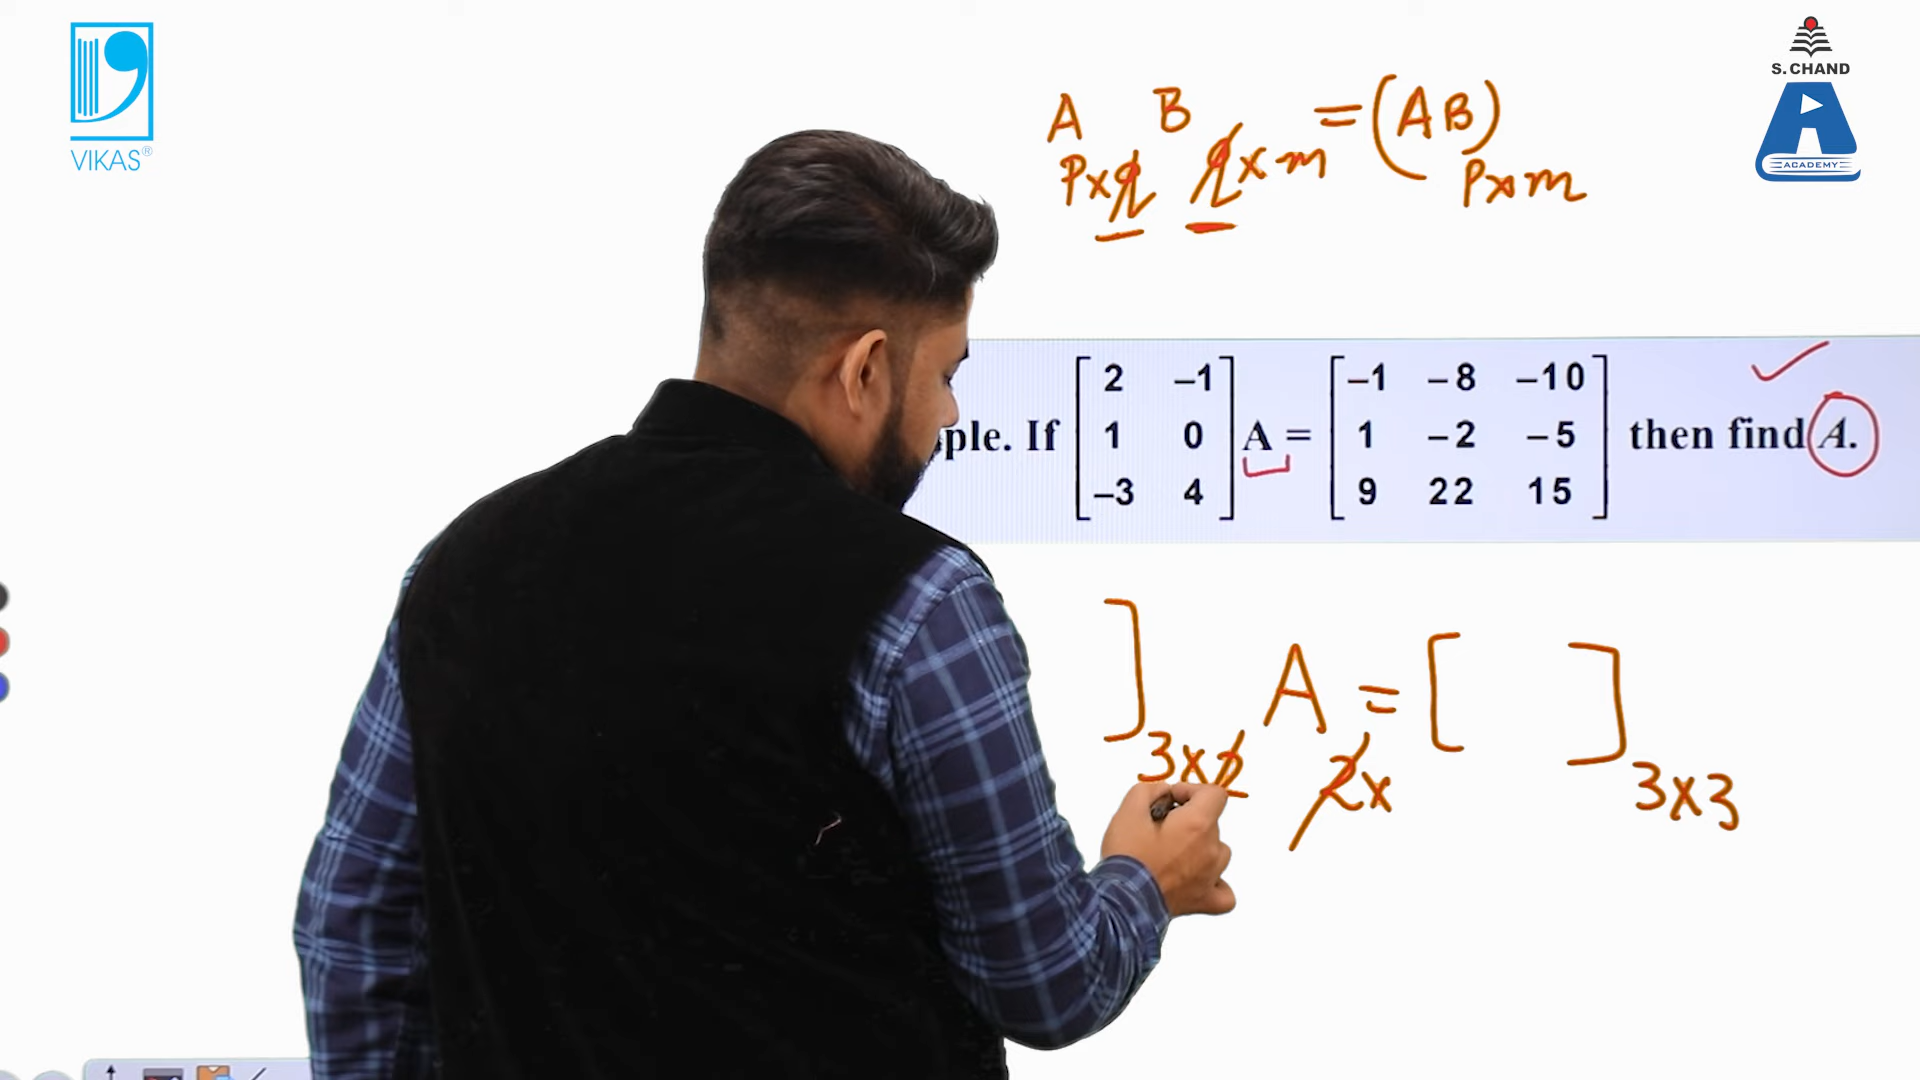 VIKAS®
S. CHAND
ACADEMY
A B = (AB)
P×q q×m P×m
ple. If [2 –1] A = [–1 –8 –10] then find A.
1 0 1 –2 –5
–3 4 9 22 15
] A = [ ]
3×2 2× 3×3